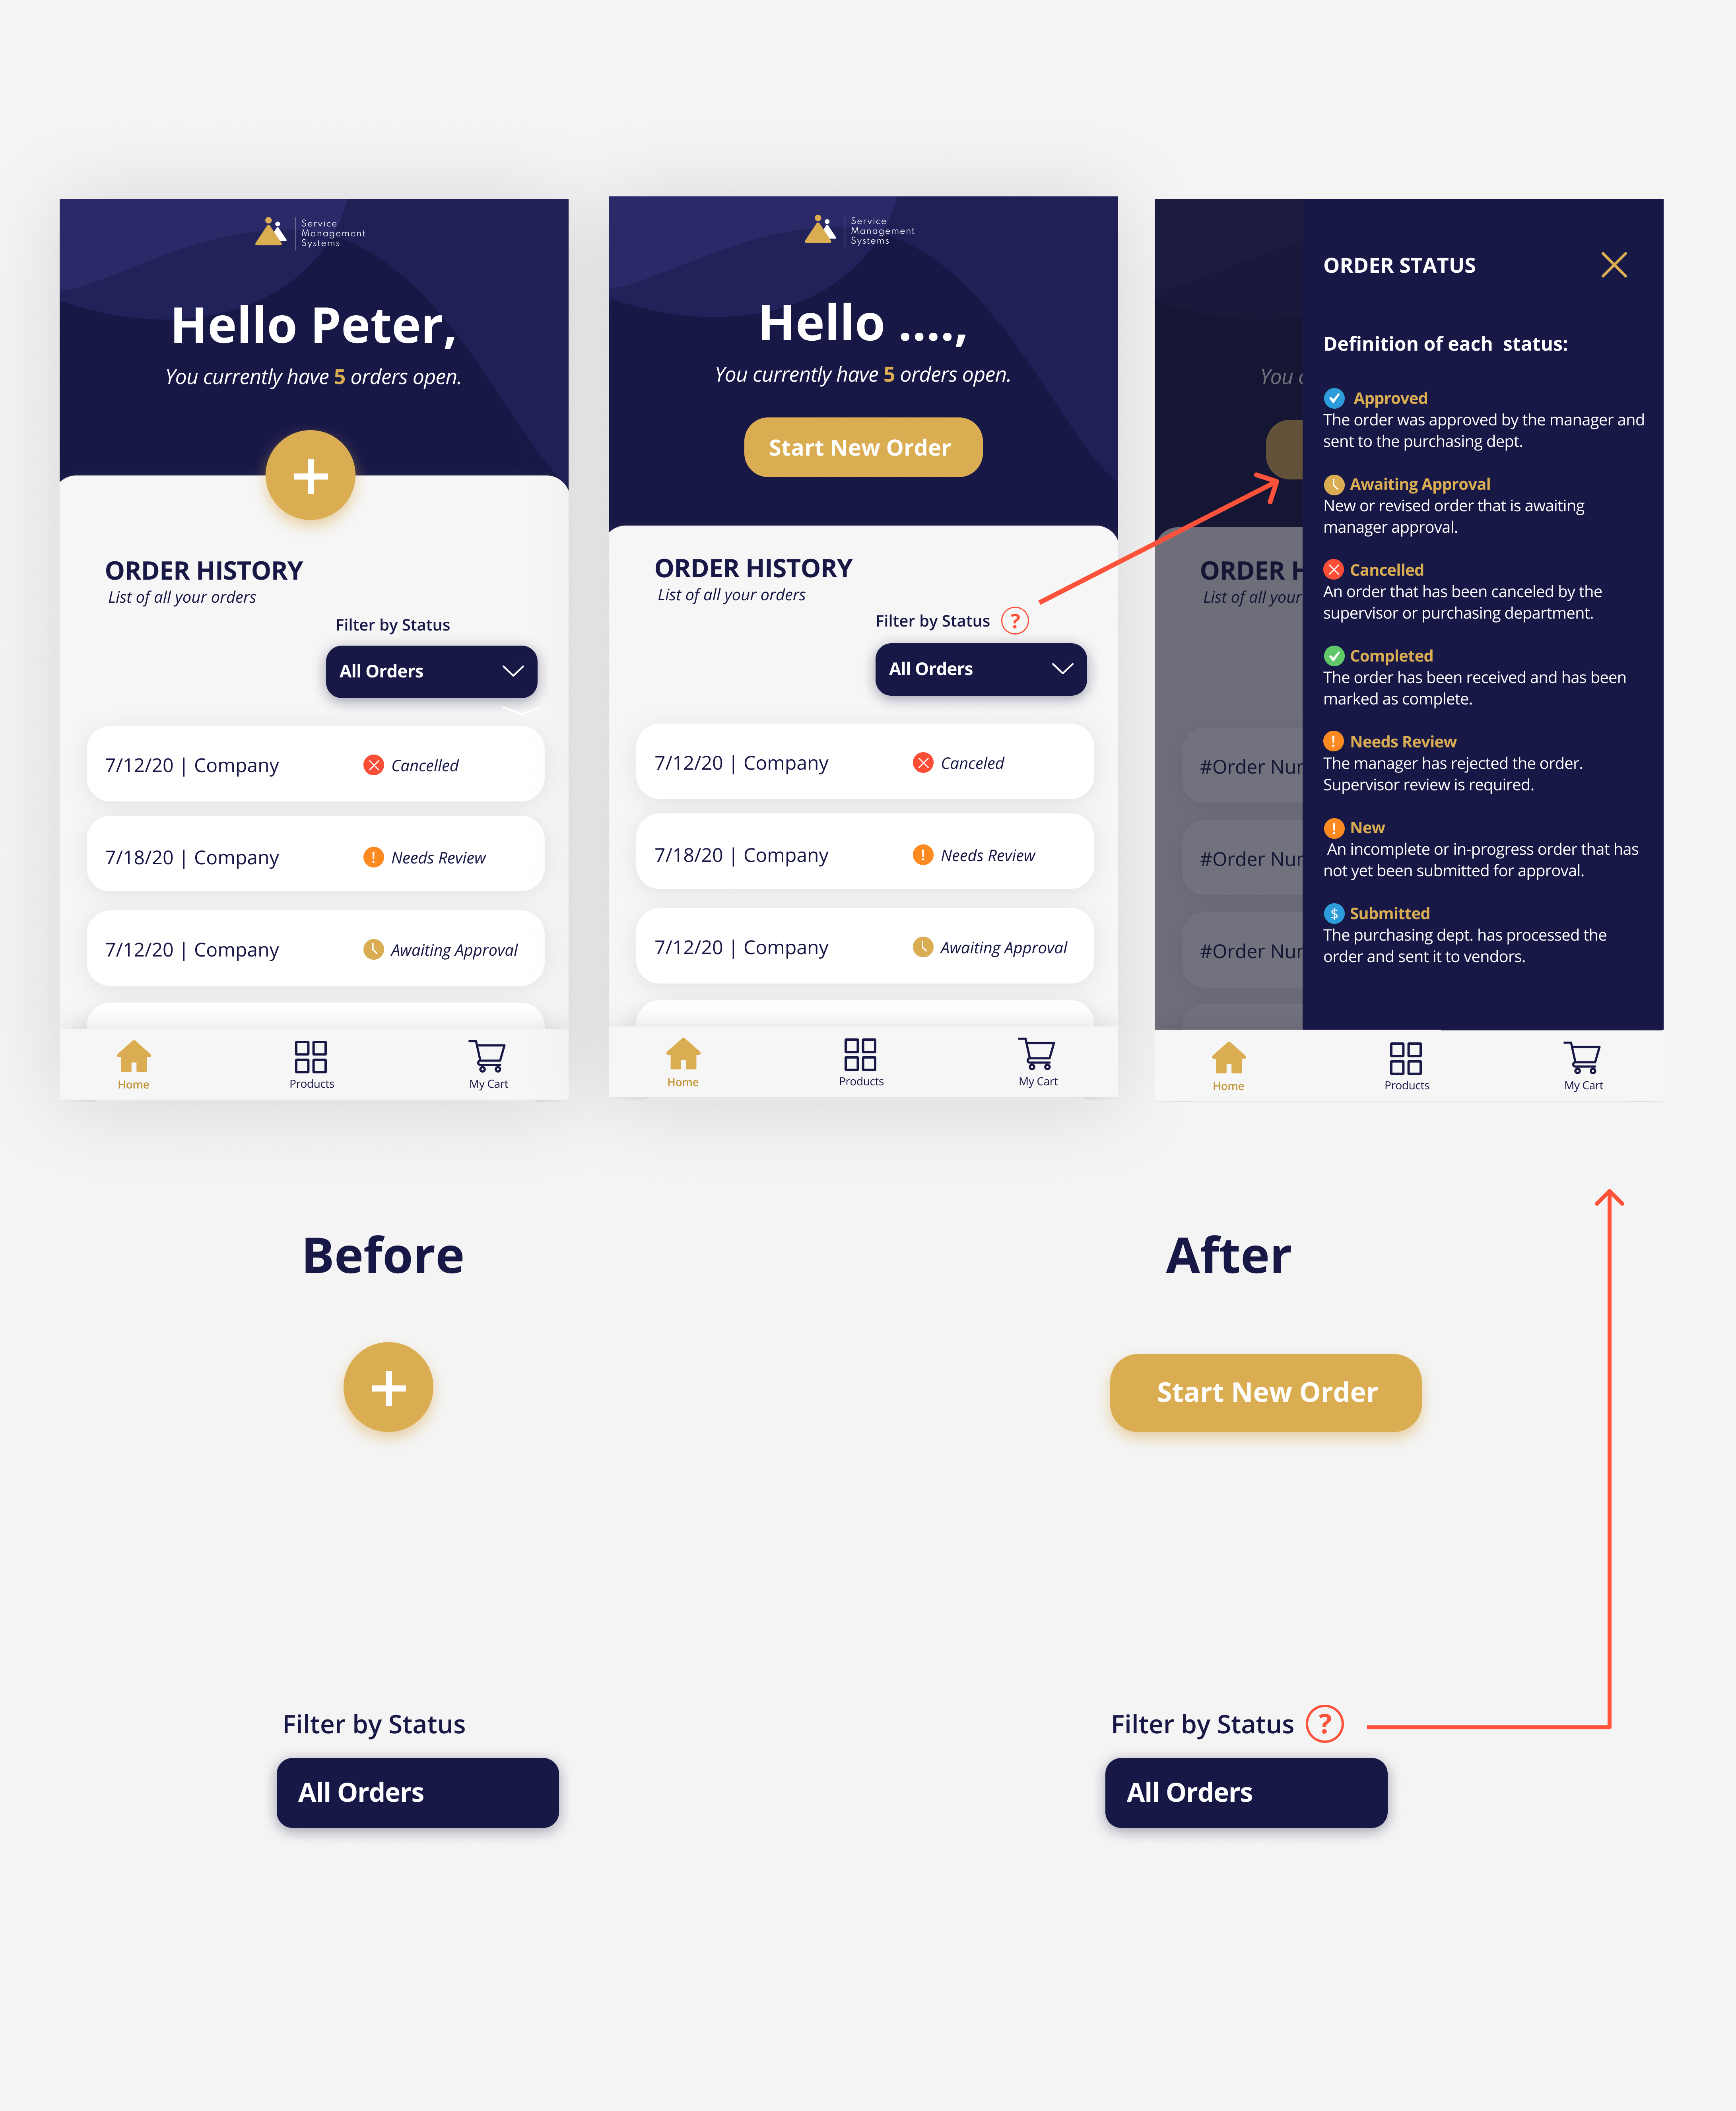 Service
Management
Systems
Hello Peter,
You currently have 5 orders open.
+
ORDER HISTORY
List of all your orders
Filter by Status
All Orders
7/12/20 | Company
Cancelled
7/18/20 | Company
! Needs Review
7/12/20 | Company
Awaiting Approval
Home
Products
My Cart
Service
Management
Systems
Hello ....,
You currently have 5 orders open.
Start New Order
ORDER HISTORY
List of all your orders
Filter by Status ?
All Orders
7/12/20 | Company
Canceled
7/18/20 | Company
! Needs Review
7/12/20 | Company
Awaiting Approval
Home
Products
My Cart
You c
ORDER H
List of all your
#Order Nur
#Order Nur
#Order Nur
ORDER STATUS
Definition of each status:
Approved
The order was approved by the manager and
sent to the purchasing dept.
Awaiting Approval
New or revised order that is awaiting
manager approval.
Cancelled
An order that has been canceled by the
supervisor or purchasing department.
Completed
The order has been received and has been
marked as complete.
! Needs Review
The manager has rejected the order.
Supervisor review is required.
! New
An incomplete or in-progress order that has
not yet been submitted for approval.
$ Submitted
The purchasing dept. has processed the
order and sent it to vendors.
Home
Products
My Cart
Before
After
+
Start New Order
Filter by Status
All Orders
Filter by Status ?
All Orders